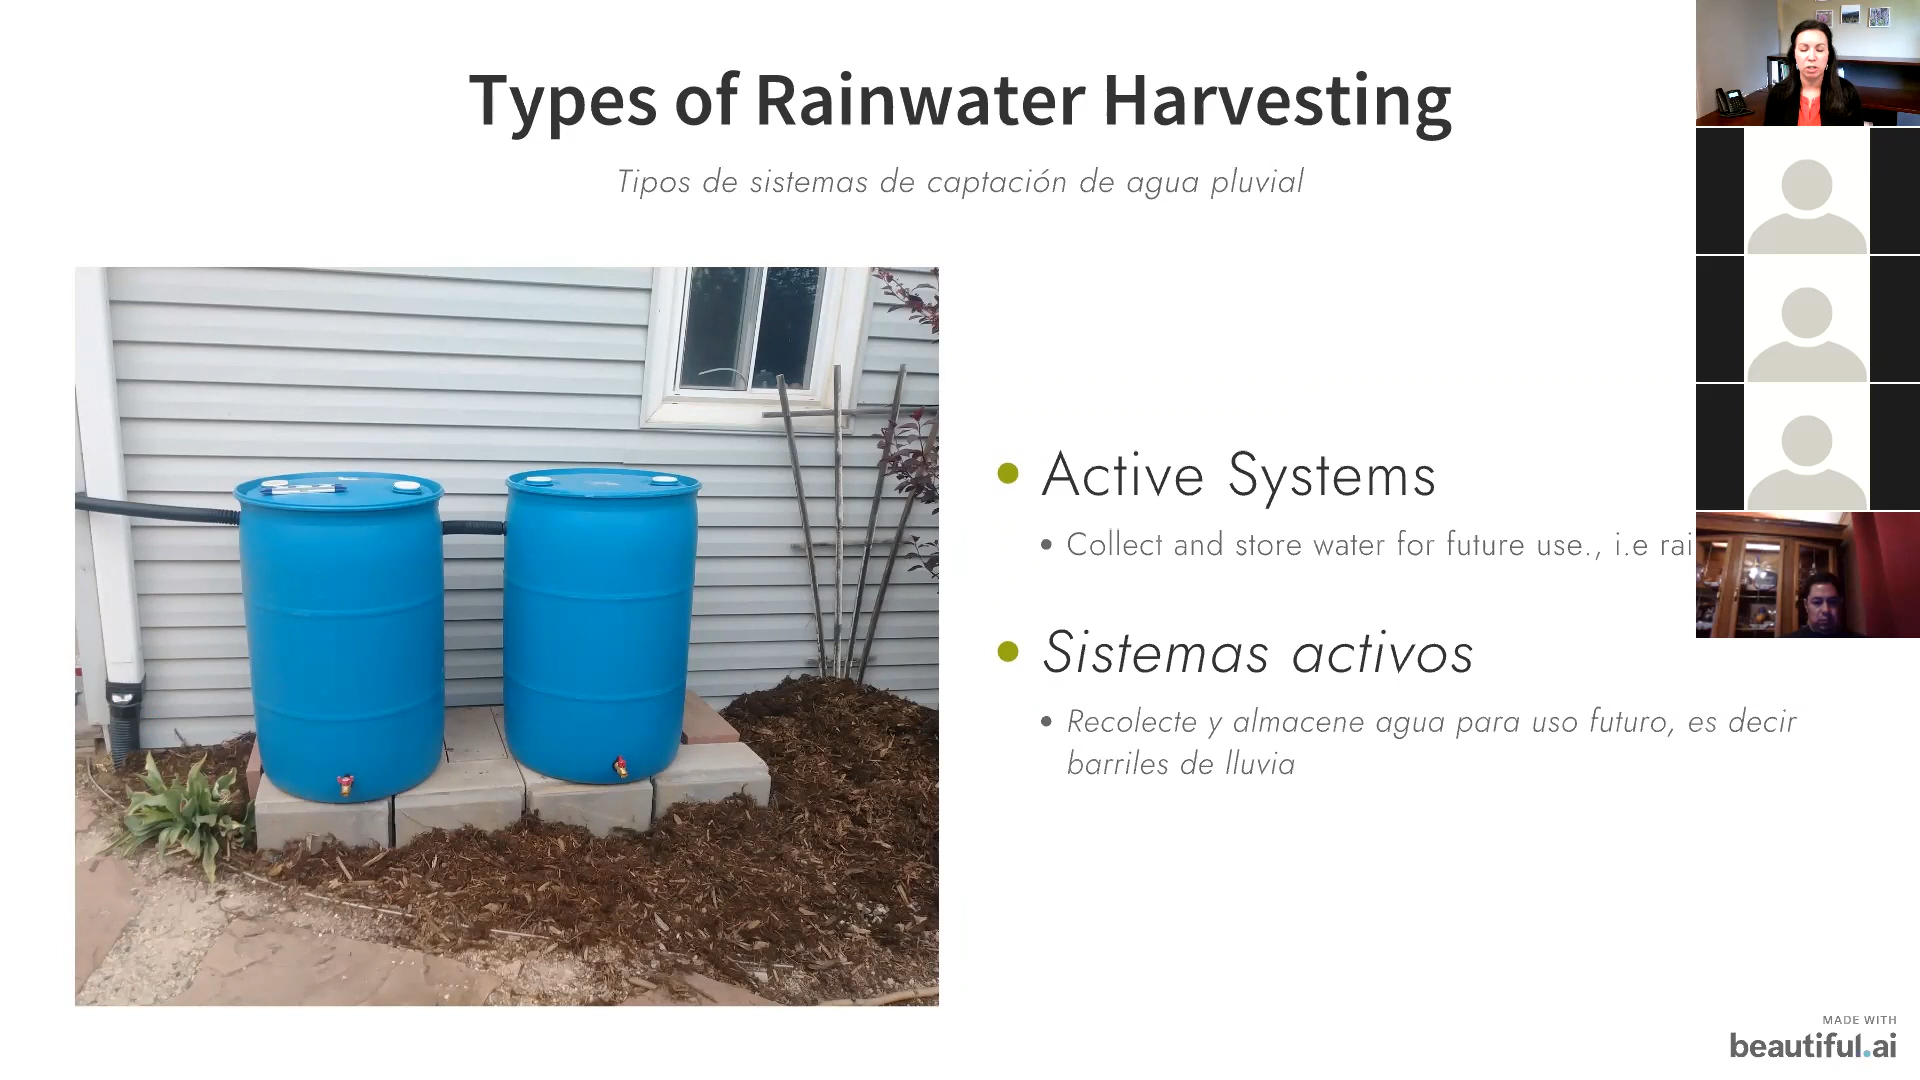 Types of Rainwater Harvesting
Tipos de sistemas de captación de agua pluvial
Active Systems
Collect and store water for future use., i.e
Sistemas activos
Recolecte y almacene agua para uso futuro, es decir
barriles de lluvia
MADE WITH
beautiful.ai